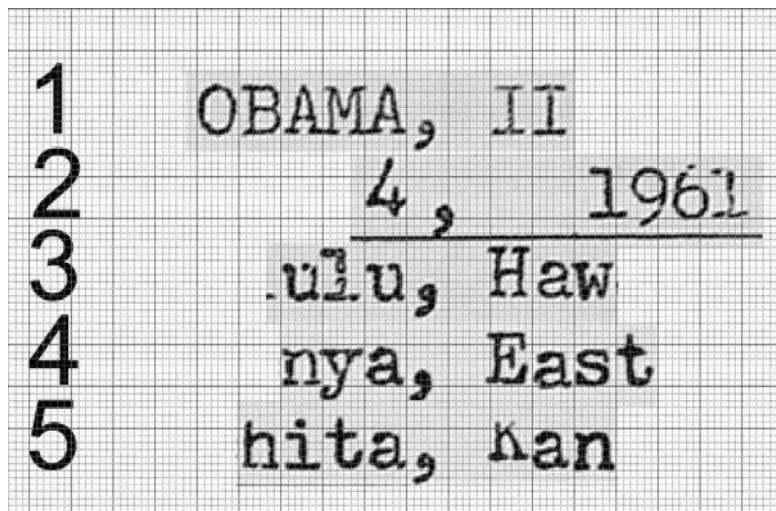 1 OBAMA, II
2 4, 1961
3 .ulu, Haw
4 nya, East
5 hita, Kan